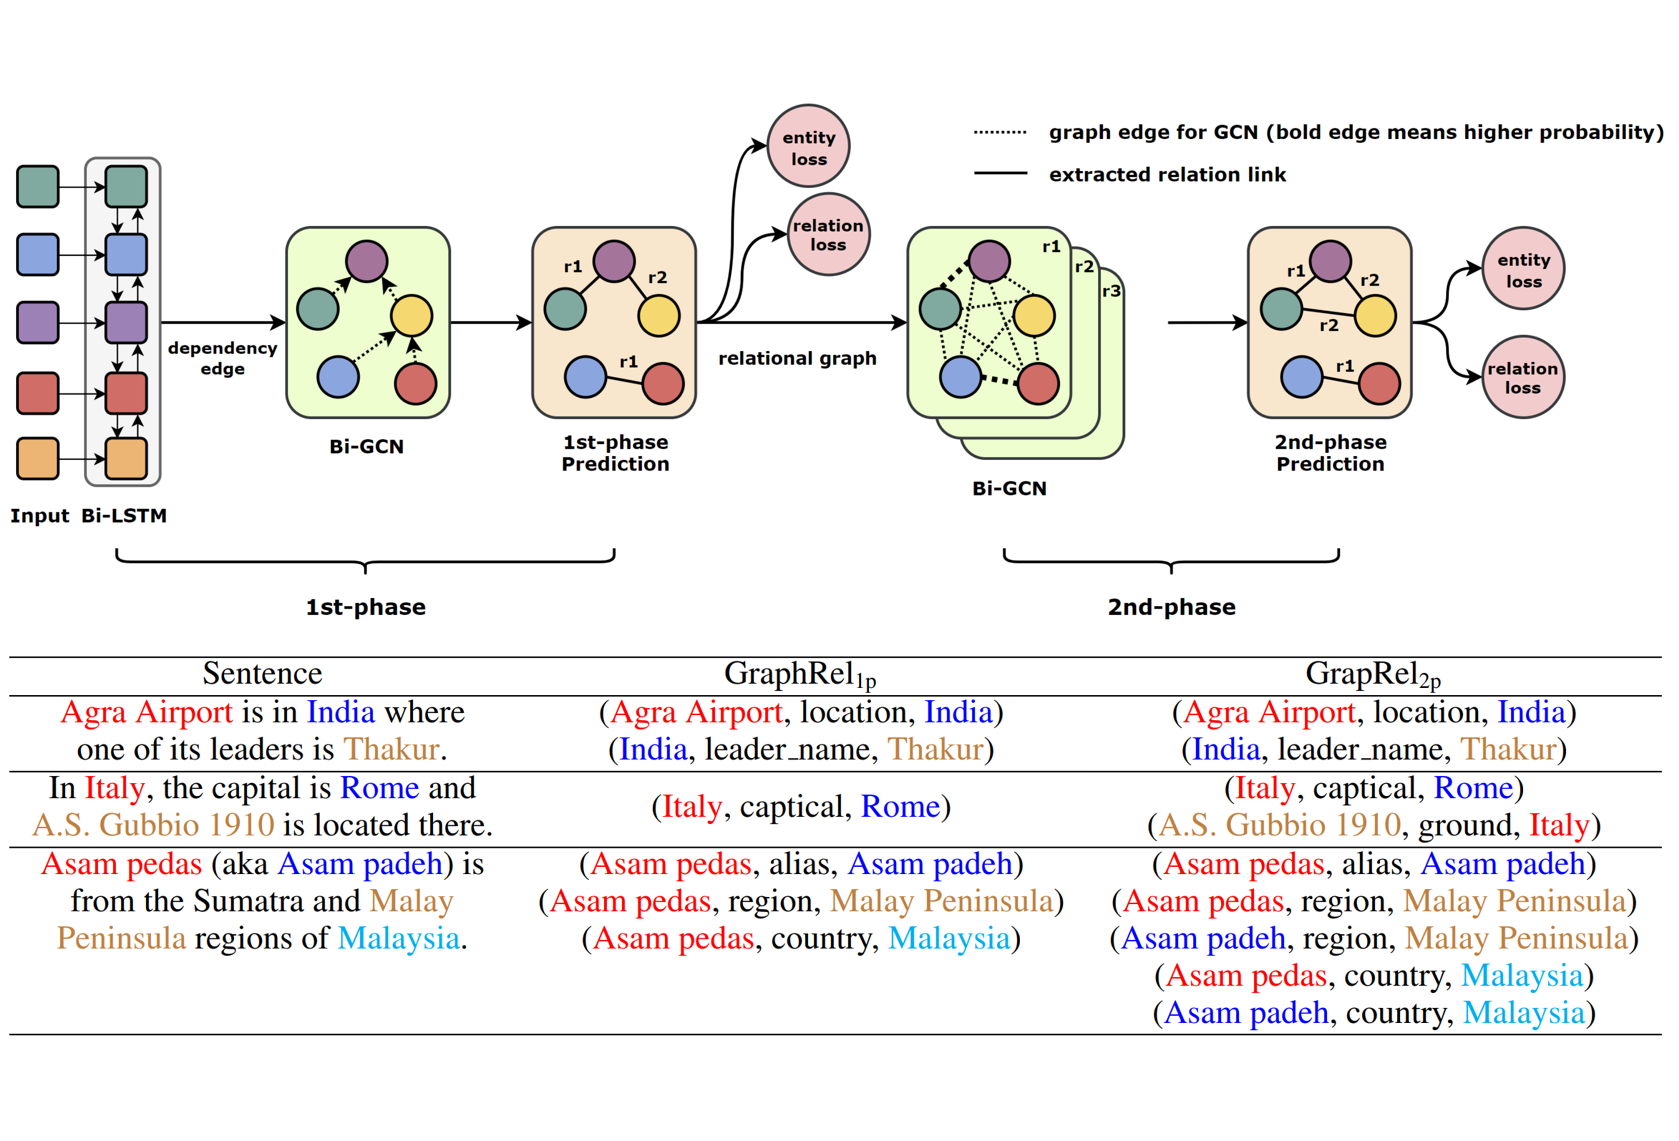 entity
loss
relation
loss
graph edge for GCN (bold edge means higher probability)
extracted relation link
dependency
edge
r1
r2
r1
relational graph
r1
r2
r3
r1
r2
r2
r1
entity
loss
relation
loss
Input
Bi-LSTM
Bi-GCN
1st-phase
Prediction
Bi-GCN
2nd-phase
Prediction
1st-phase
2nd-phase
Sentence
GraphRel1p
GrapRel2p
Agra Airport is in India where
one of its leaders is Thakur.
(Agra Airport, location, India)
(India, leader_name, Thakur)
(Agra Airport, location, India)
(India, leader_name, Thakur)
In Italy, the capital is Rome and
A.S. Gubbio 1910 is located there.
(Italy, captical, Rome)
(Italy, captical, Rome)
(A.S. Gubbio 1910, ground, Italy)
Asam pedas (aka Asam padeh) is
from the Sumatra and Malay
Peninsula regions of Malaysia.
(Asam pedas, alias, Asam padeh)
(Asam pedas, region, Malay Peninsula)
(Asam pedas, country, Malaysia)
(Asam pedas, alias, Asam padeh)
(Asam pedas, region, Malay Peninsula)
(Asam padeh, region, Malay Peninsula)
(Asam pedas, country, Malaysia)
(Asam padeh, country, Malaysia)